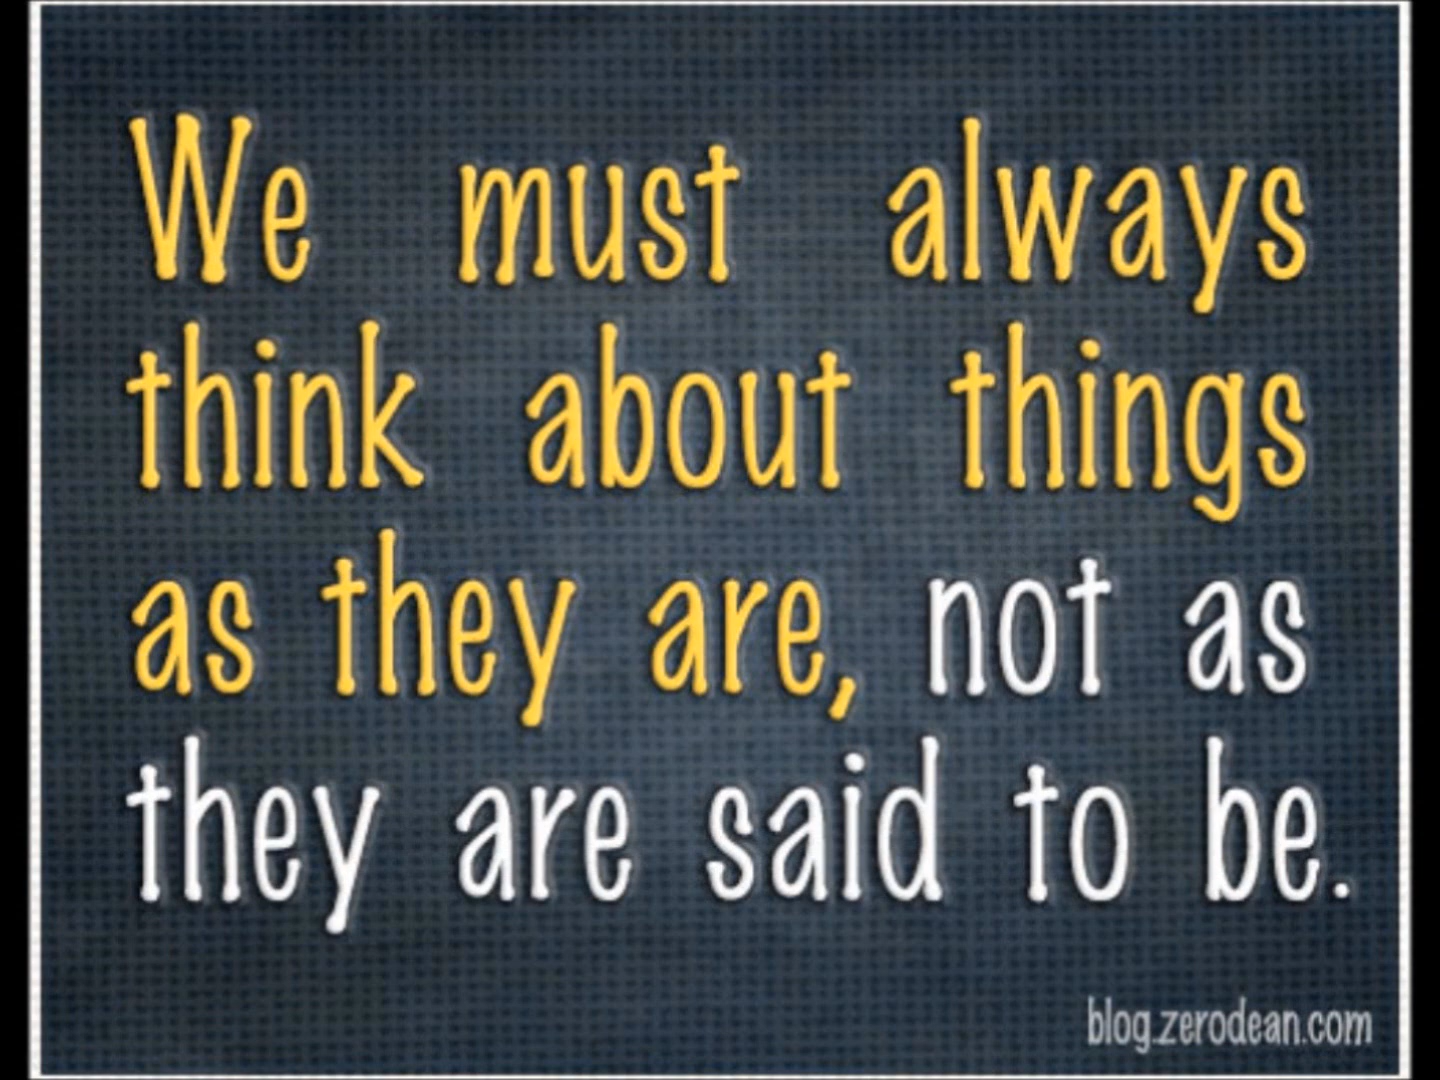 We must always
think about things
as they are, not as
they are said to be.
blog.zerodean.com